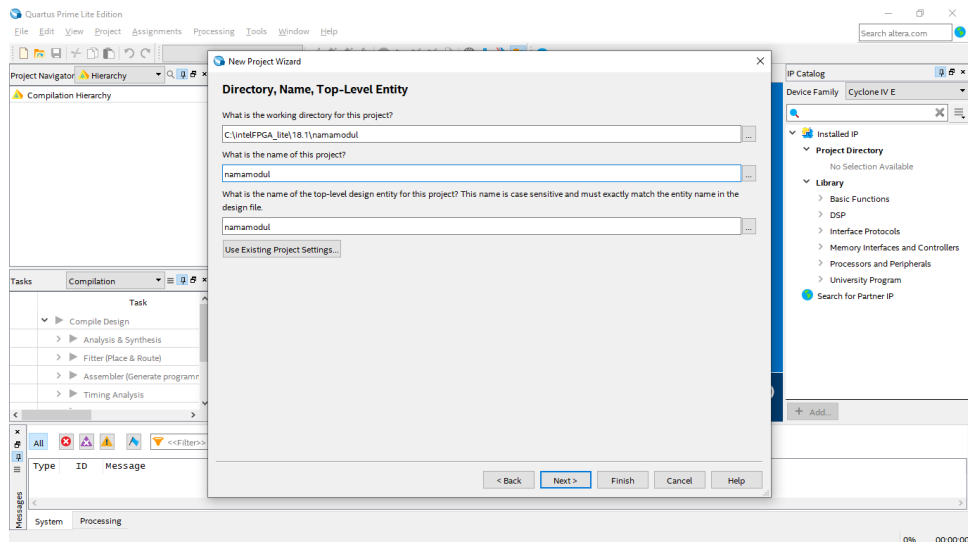 Quartus Prime Lite Edition
File Edit View Project Assignments Processing Tools Window Help
Search altera.com
Project Navigator Hierarchy
Compilation Hierarchy
New Project Wizard
Directory, Name, Top-Level Entity
What is the working directory for this project?
C:\intelFPGA_lite\18.1\namamodul
...
What is the name of this project?
namamodul
...
What is the name of the top-level design entity for this project? This name is case sensitive and must exactly match the entity name in the
design file.
namamodul
...
Use Existing Project Settings...
< Back Next > Finish Cancel Help
IP Catalog
Device Family Cyclone IV E
Installed IP
Project Directory
No Selection Available
Library
Basic Functions
DSP
Interface Protocols
Memory Interfaces and Controllers
Processors and Peripherals
University Program
Search for Partner IP
+ Add...
Tasks Compilation
Task
Compile Design
Analysis & Synthesis
Fitter (Place & Route)
Assembler (Generate programm
Timing Analysis
All <<Filter>>
Type ID Message
Messages
System Processing
0% 00:00:00